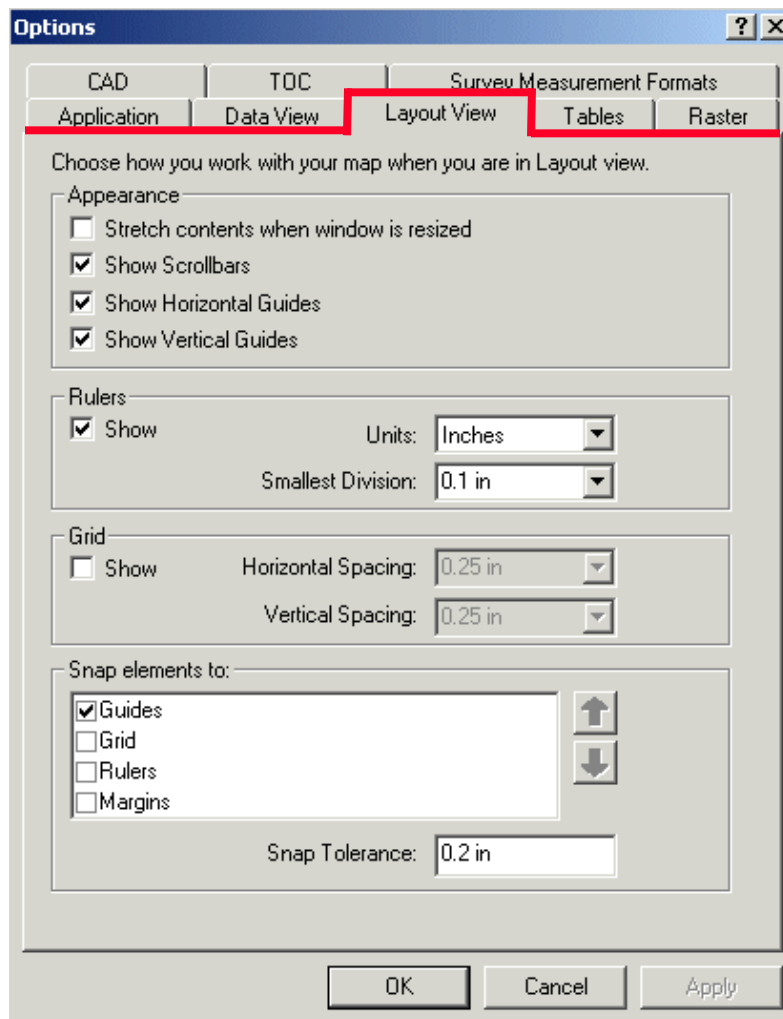 Options
CAD TOC Survey Measurement Formats
Application Data View Layout View Tables Raster
Choose how you work with your map when you are in Layout view.
Appearance
Stretch contents when window is resized
Show Scrollbars
Show Horizontal Guides
Show Vertical Guides
Rulers
Show Units: Inches
Smallest Division: 0.1 in
Grid
Show Horizontal Spacing: 0.25 in
Vertical Spacing: 0.25 in
Snap elements to:
Guides
Grid
Rulers
Margins
Snap Tolerance: 0.2 in
OK Cancel Apply